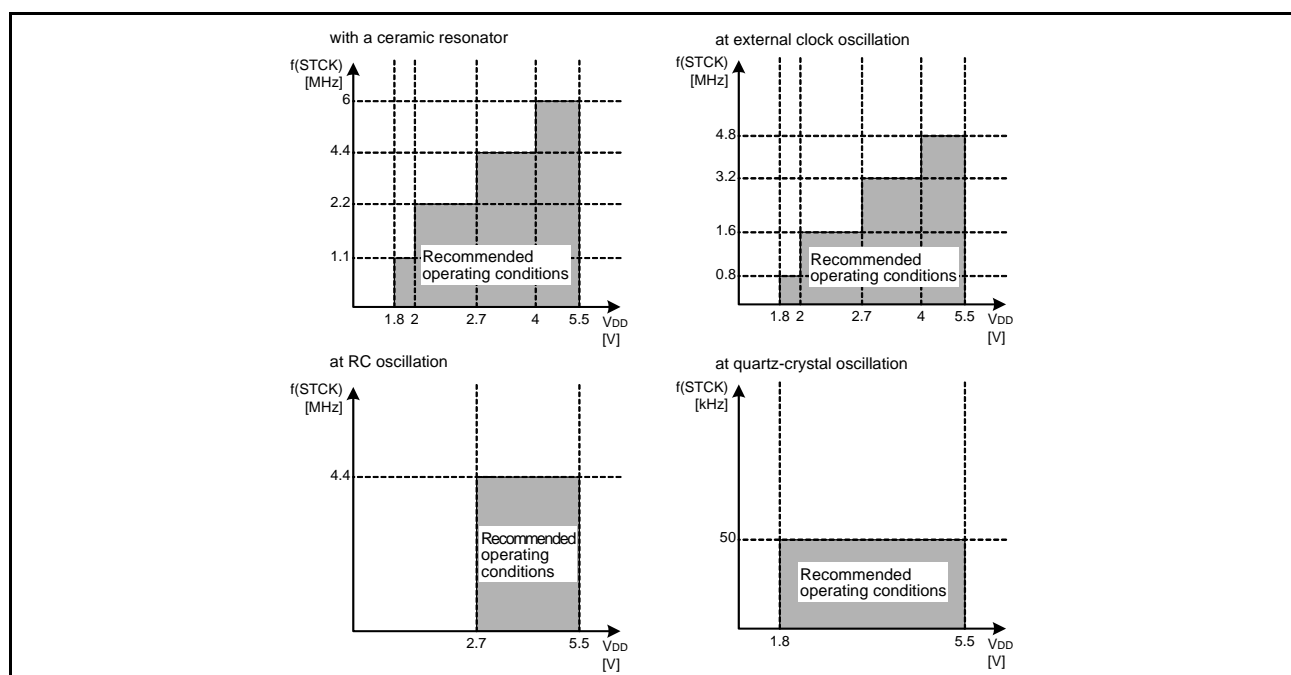 with a ceramic resonator
f(STCK)
[MHz]
6
4.4
2.2
1.1
Recommended
operating conditions
1.8 2 2.7 4 5.5 VDD
[V]
at external clock oscillation
f(STCK)
[MHz]
4.8
3.2
1.6
0.8
Recommended
operating conditions
1.8 2 2.7 4 5.5 VDD
[V]
at RC oscillation
f(STCK)
[MHz]
4.4
Recommended
operating
conditions
2.7 5.5 VDD
[V]
at quartz-crystal oscillation
f(STCK)
[kHz]
50
Recommended
operating conditions
1.8 5.5 VDD
[V]